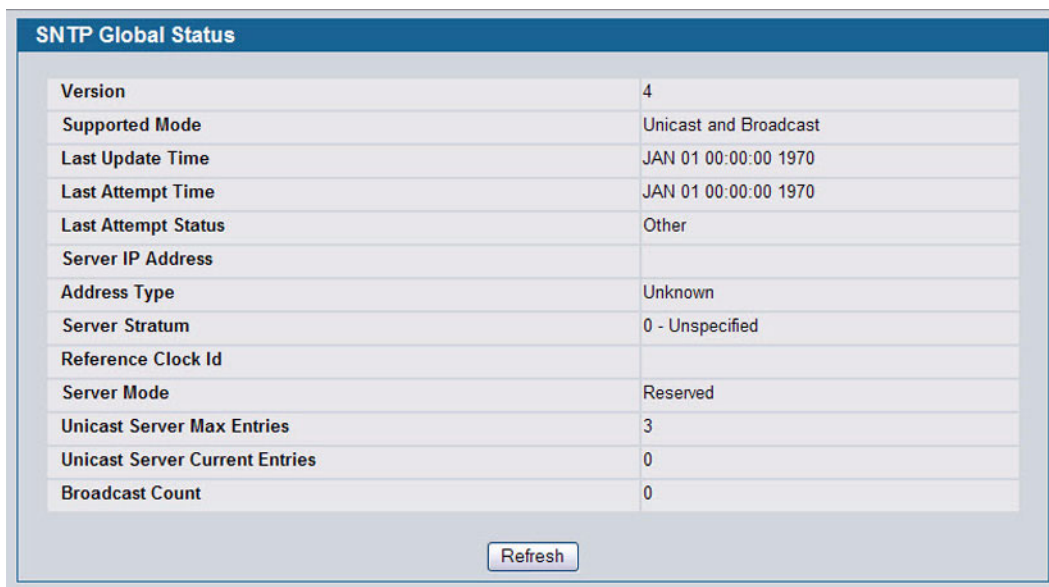 SNTP Global Status
Version 4
Supported Mode Unicast and Broadcast
Last Update Time JAN 01 00:00:00 1970
Last Attempt Time JAN 01 00:00:00 1970
Last Attempt Status Other
Server IP Address
Address Type Unknown
Server Stratum 0 - Unspecified
Reference Clock Id
Server Mode Reserved
Unicast Server Max Entries 3
Unicast Server Current Entries 0
Broadcast Count 0
Refresh